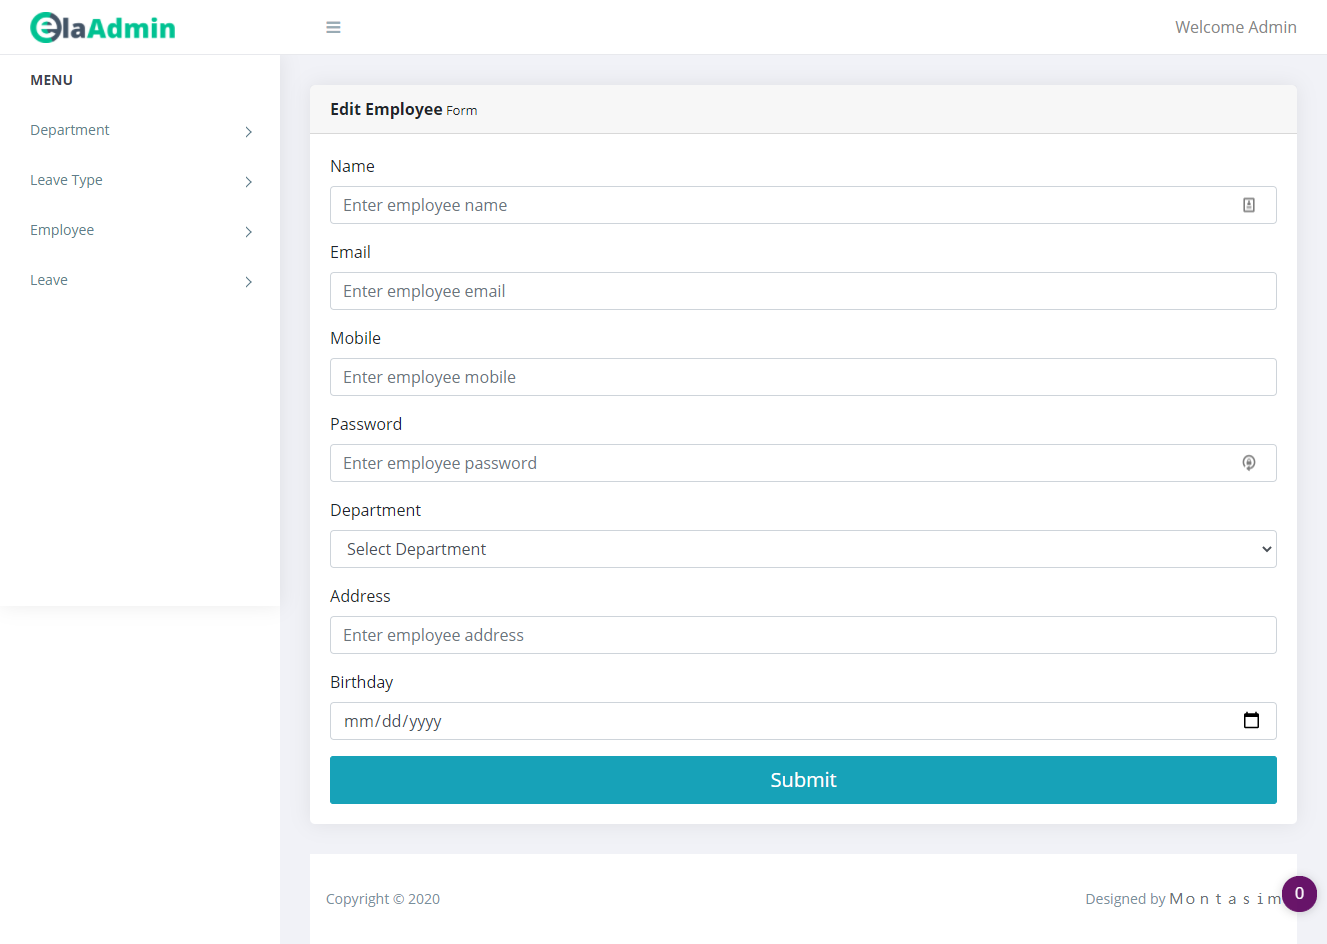 elaAdmin
Welcome Admin
MENU
Department
Leave Type
Employee
Leave
Edit Employee Form
Name
Enter employee name
Email
Enter employee email
Mobile
Enter employee mobile
Password
Enter employee password
Department
Select Department
Address
Enter employee address
Birthday
mm/dd/yyyy
Submit
Copyright © 2020
Designed by Montasim
0